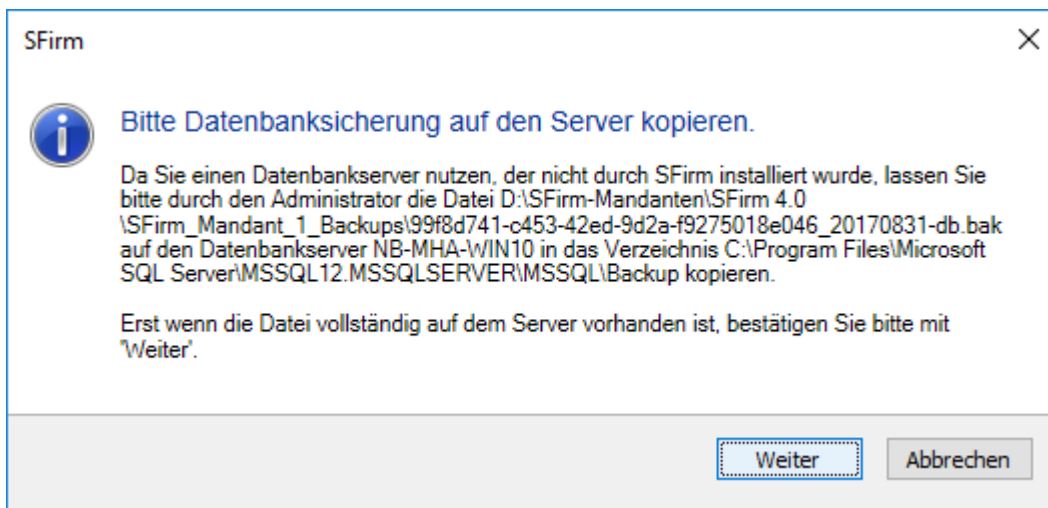 SFirm
Bitte Datenbanksicherung auf den Server kopieren.
Da Sie einen Datenbankserver nutzen, der nicht durch SFirm installiert wurde, lassen Sie
bitte durch den Administrator die Datei D:\SFirm-Mandanten\SFirm 4.0
\SFirm_Mandant_1_Backups\99f8d741-c453-42ed-9d2a-f9275018e046_20170831-db.bak
auf den Datenbankserver NB-MHA-WIN10 in das Verzeichnis C:\Program Files\Microsoft
SQL Server\MSSQL12.MSSQLSERVER\MSSQL\Backup kopieren.
Erst wenn die Datei vollständig auf dem Server vorhanden ist, bestätigen Sie bitte mit
'Weiter'.
Weiter
Abbrechen